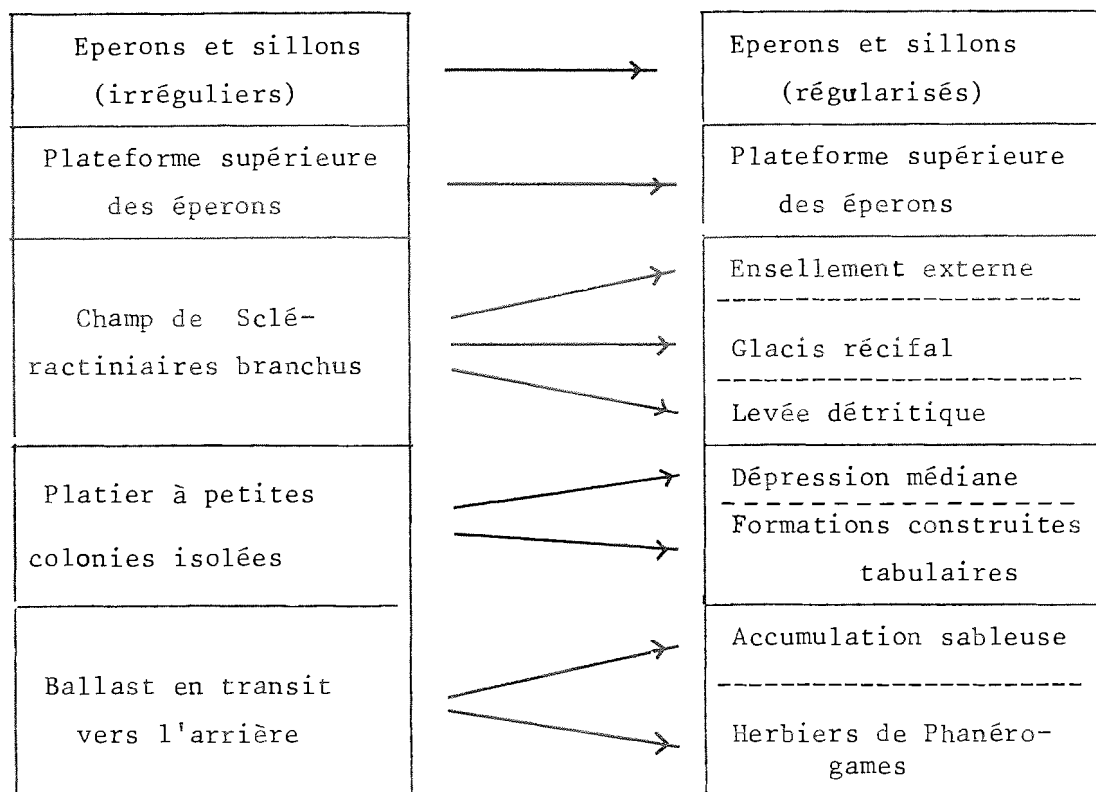 Eperons et sillons
(irréguliers)
Eperons et sillons
(régularisés)
Plateforme supérieure
des éperons
Plateforme supérieure
des éperons
Champ de Sclé-
ractiniaires branchus
Ensellement externe
Glacis récifal
Levée détritique
Platier à petites
colonies isolées
Dépression médiane
Formations construites
tabulaires
Ballast en transit
vers l'arrière
Accumulation sableuse
Herbiers de Phanéro-
games